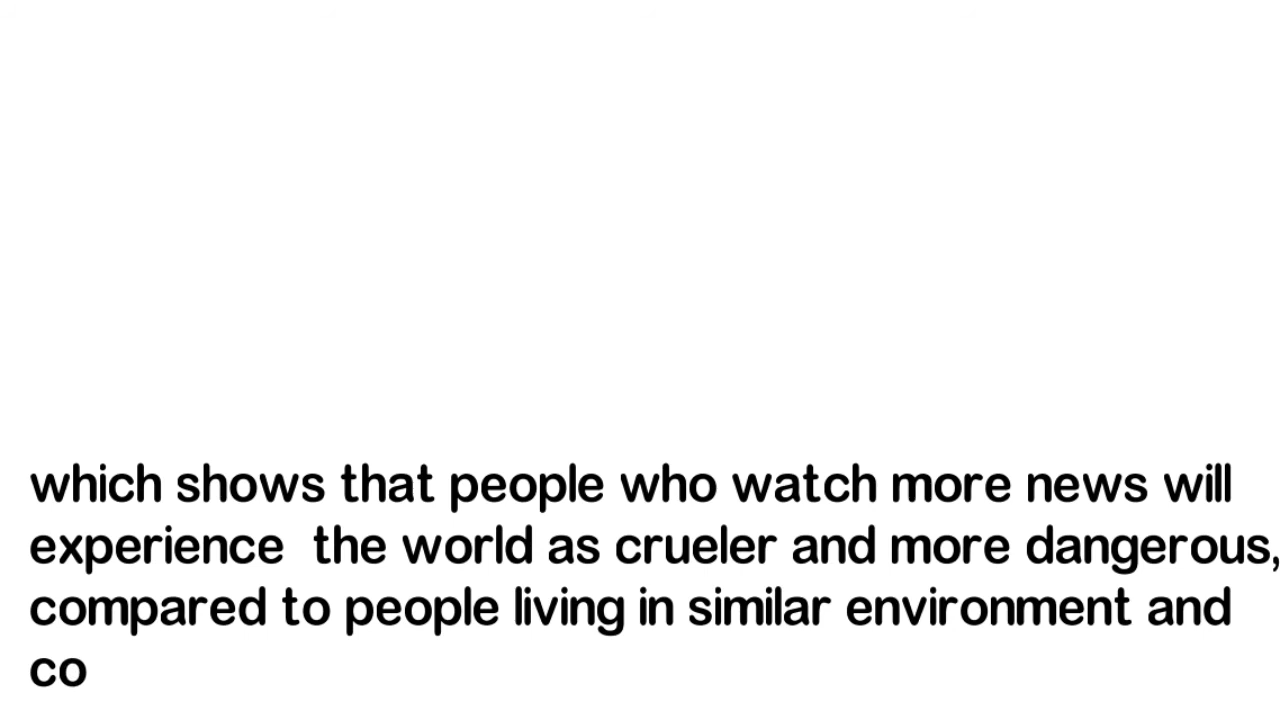 which shows that people who watch more news will
experience  the world as crueler and more dangerous,
compared to people living in similar environment and
co